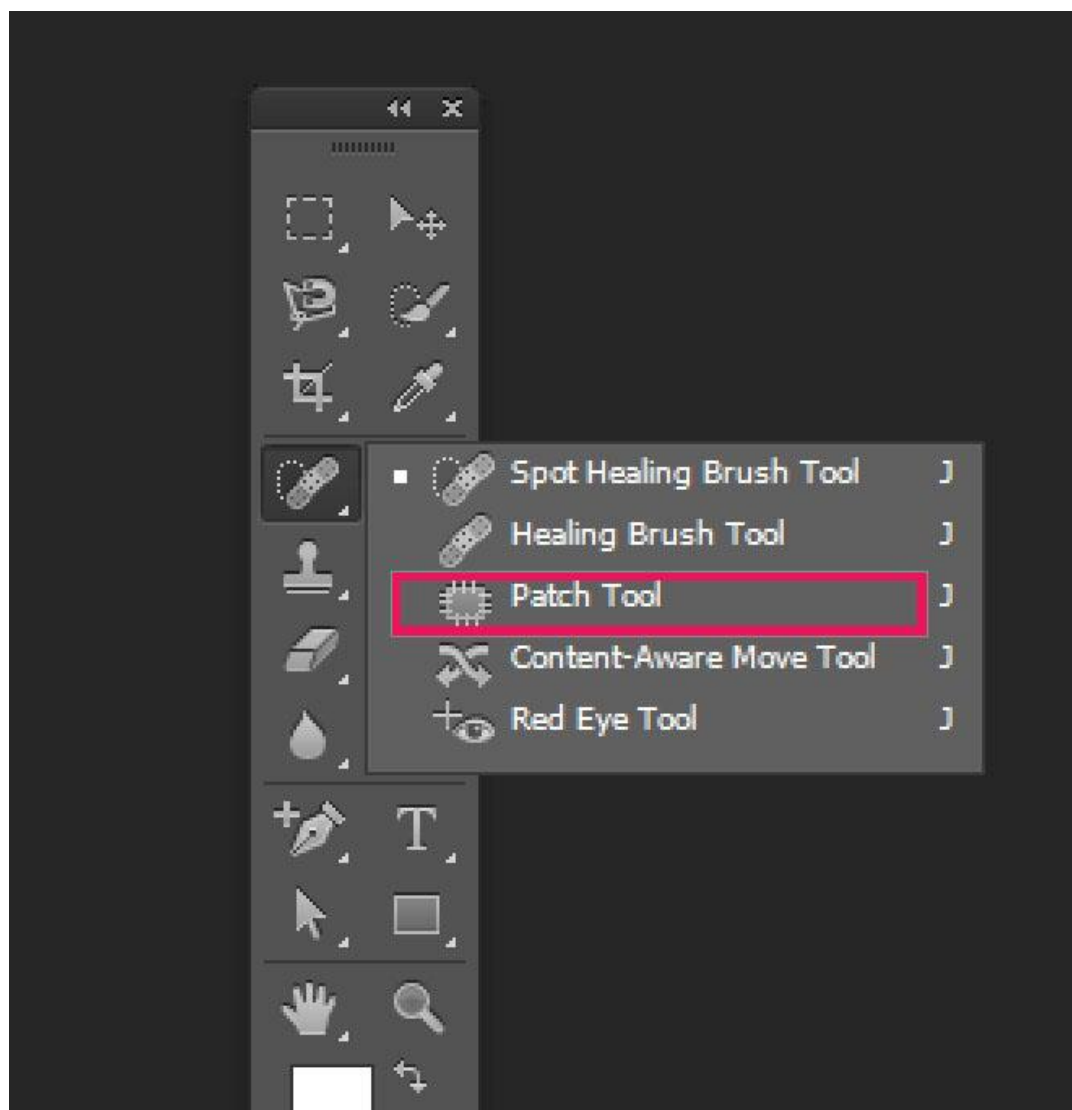 Spot Healing Brush Tool J
Healing Brush Tool J
Patch Tool J
Content-Aware Move Tool J
Red Eye Tool J
T